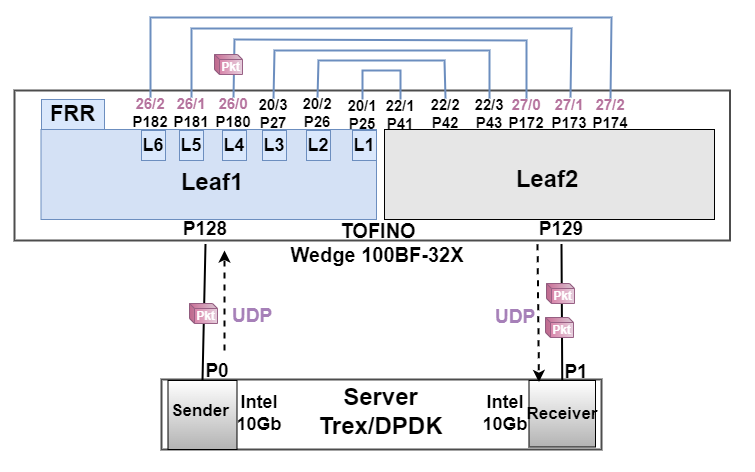 Pkt
26/2 26/1 26/0 20/3 20/2 20/1 22/1 22/2 22/3 27/0 27/1 27/2
FRR P182 P181 P180 P27 P26 P25 P41 P42 P43 P172 P173 P174
L6 L5 L4 L3 L2 L1
Leaf1 Leaf2
P128 TOFINO P129
Wedge 100BF-32X
Pkt
Pkt UDP UDP
Pkt
P0 P1
Sender Intel
10Gb Server
Trex/DPDK Intel
10Gb Receiver